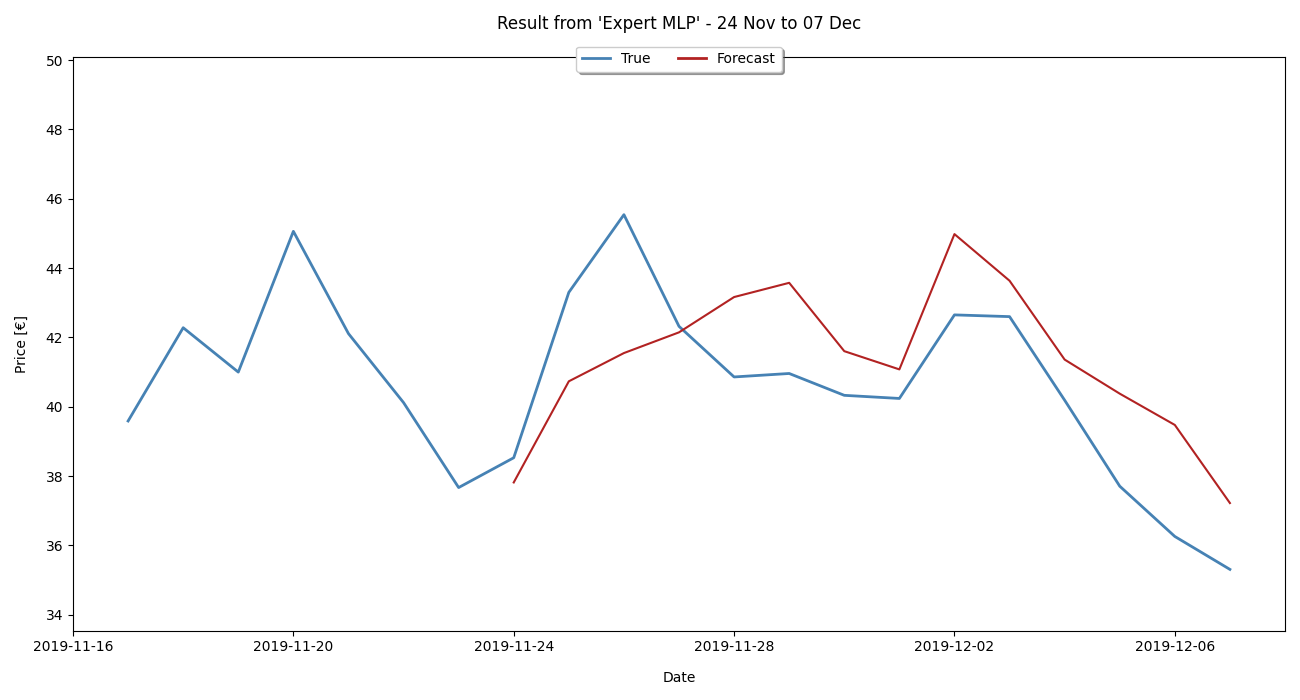 Result from 'Expert MLP' - 24 Nov to 07 Dec
True Forecast
50
48
46
44
42
40
38
36
34
Price [€]
2019-11-16 2019-11-20 2019-11-24 2019-11-28 2019-12-02 2019-12-06
Date